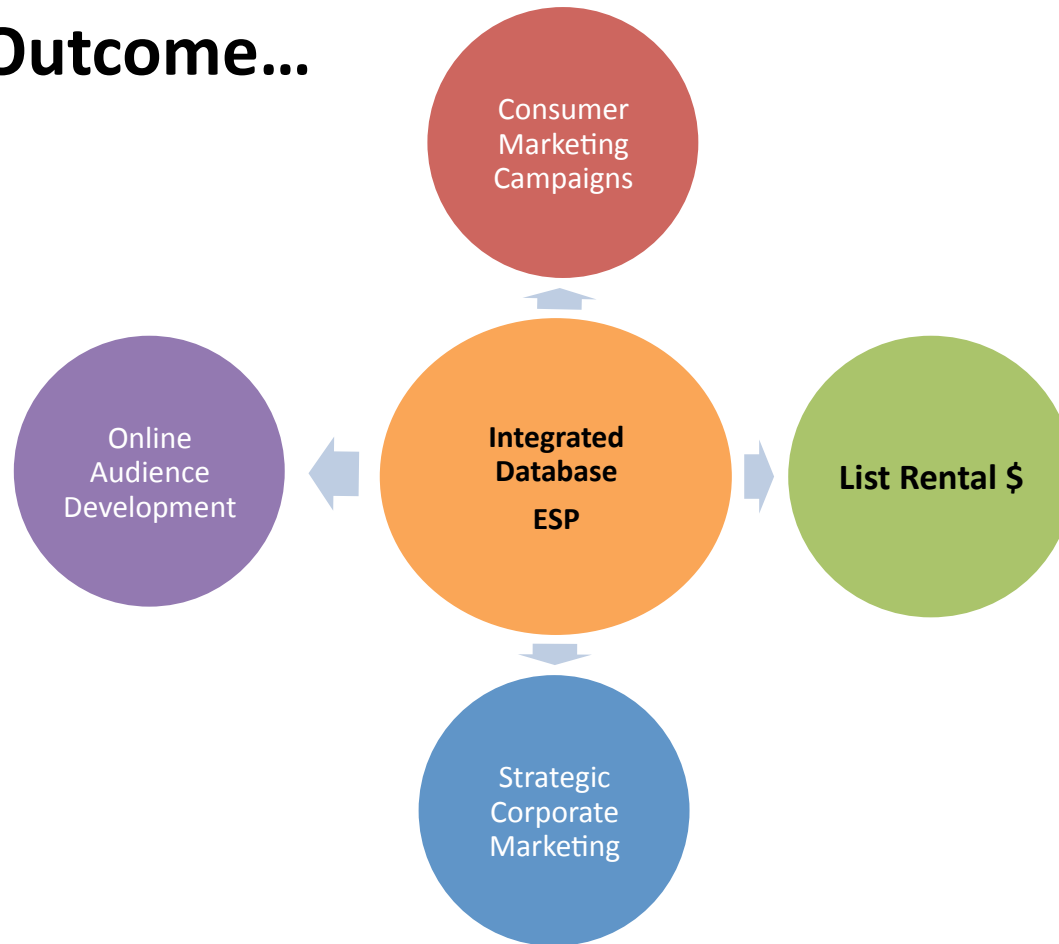 Outcome…
Consumer
Marketing
Campaigns
Online
Audience
Development
Integrated
Database
ESP
List Rental $
Strategic
Corporate
Marketing